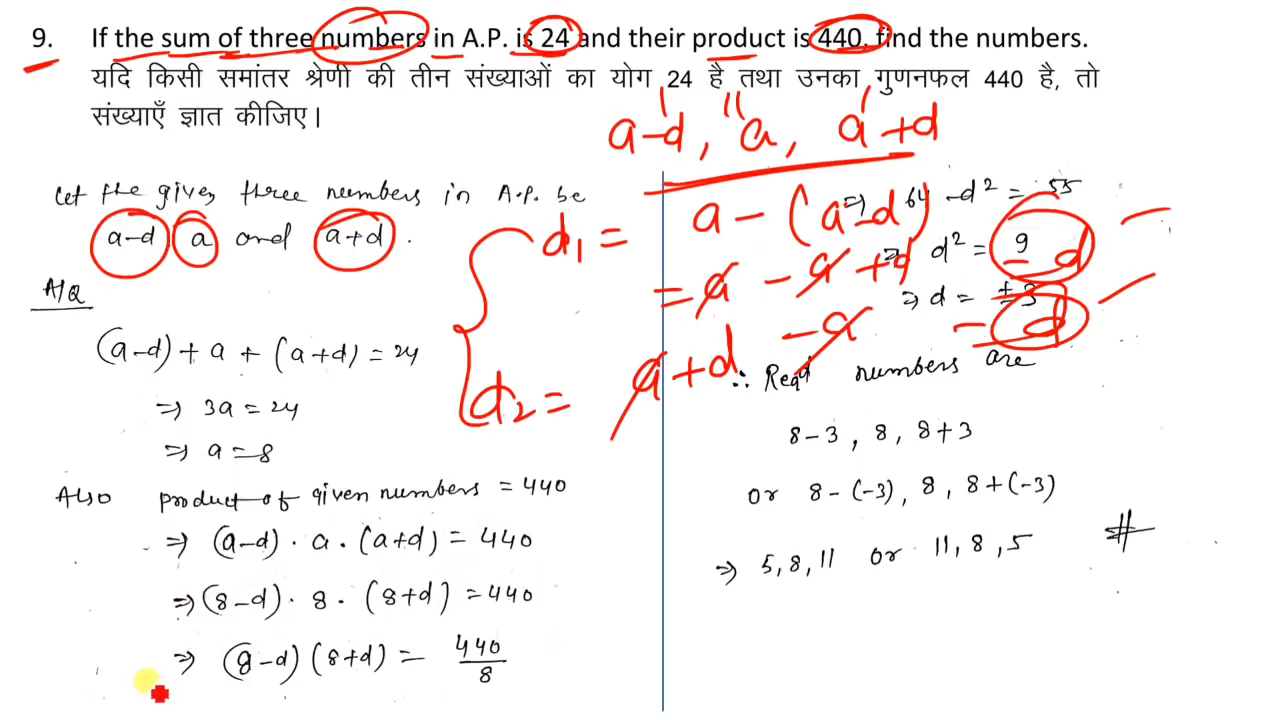 9. If the sum of three numbers in A.P. is 24 and their product is 440, find the numbers.
यदि किसी समांतर श्रेणी की तीन संख्याओं का योग 24 है तथा उनका गुणनफल 440 है, तो
संख्याएँ ज्ञात कीजिए।
a-d, a, a+d
Let the given three numbers in A.P. be
a-d a and a+d.
A/Q
(a-d) + a + (a+d) = 24
⇒ 3a = 24
⇒ a = 8
Also product of given numbers = 440
⇒ (a-d) · a · (a+d) = 440
⇒ (8-d) · 8 · (8+d) = 440
⇒ (8-d) (8+d) = 440/8
d₁ = a - (a-d)
= a - a + d
d₂ = a + d - a
d
- d
⇒ 64 - d² = 55
⇒ d² = 9
⇒ d = ±3
∴ Reqd numbers are
8-3, 8, 8+3
or 8-(-3), 8, 8+(-3)
⇒ 5, 8, 11 or 11, 8, 5
#